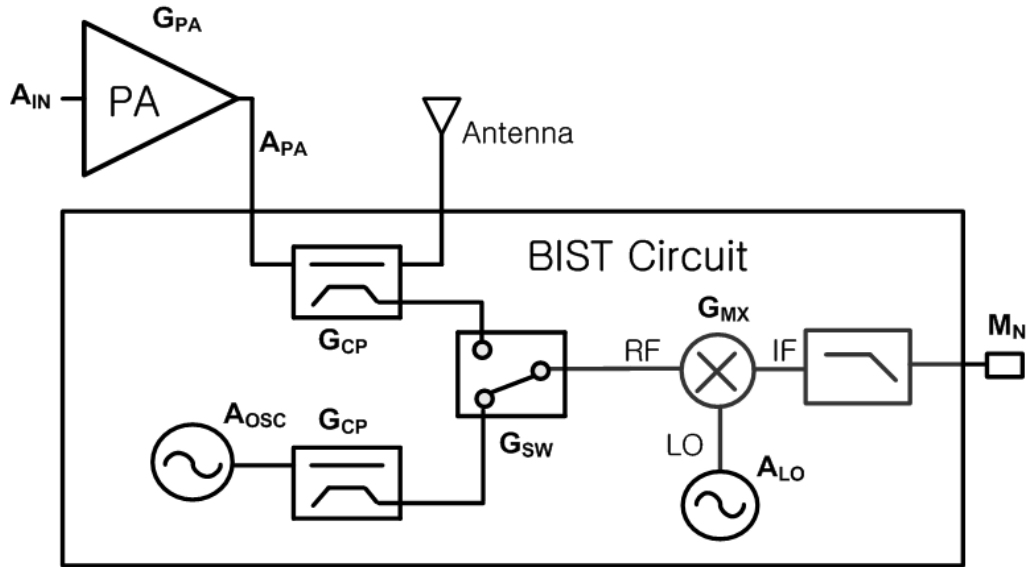 G_PA
A_IN
PA
A_PA
Antenna
BIST Circuit
G_CP
G_MX
M_N
RF
IF
A_OSC
G_CP
G_SW
LO
A_LO